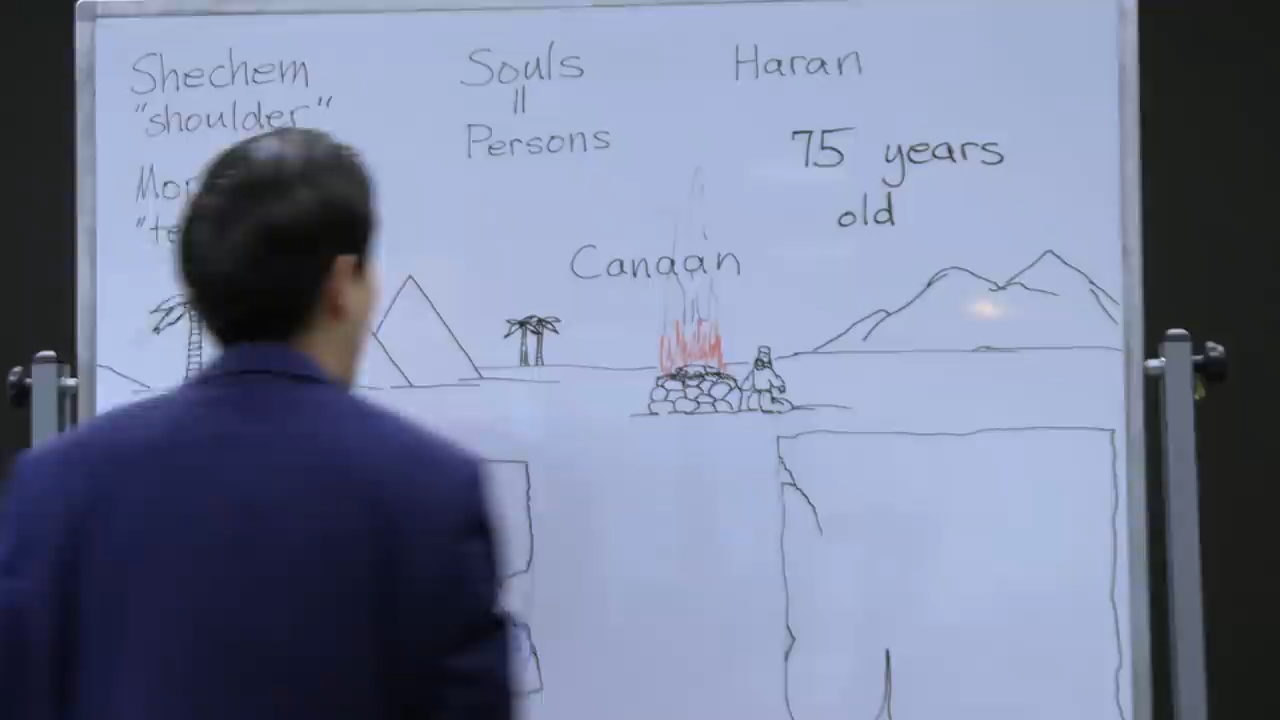 Shechem
"shoulder"
Souls
=
Persons
Haran
75 years
old
Canaan